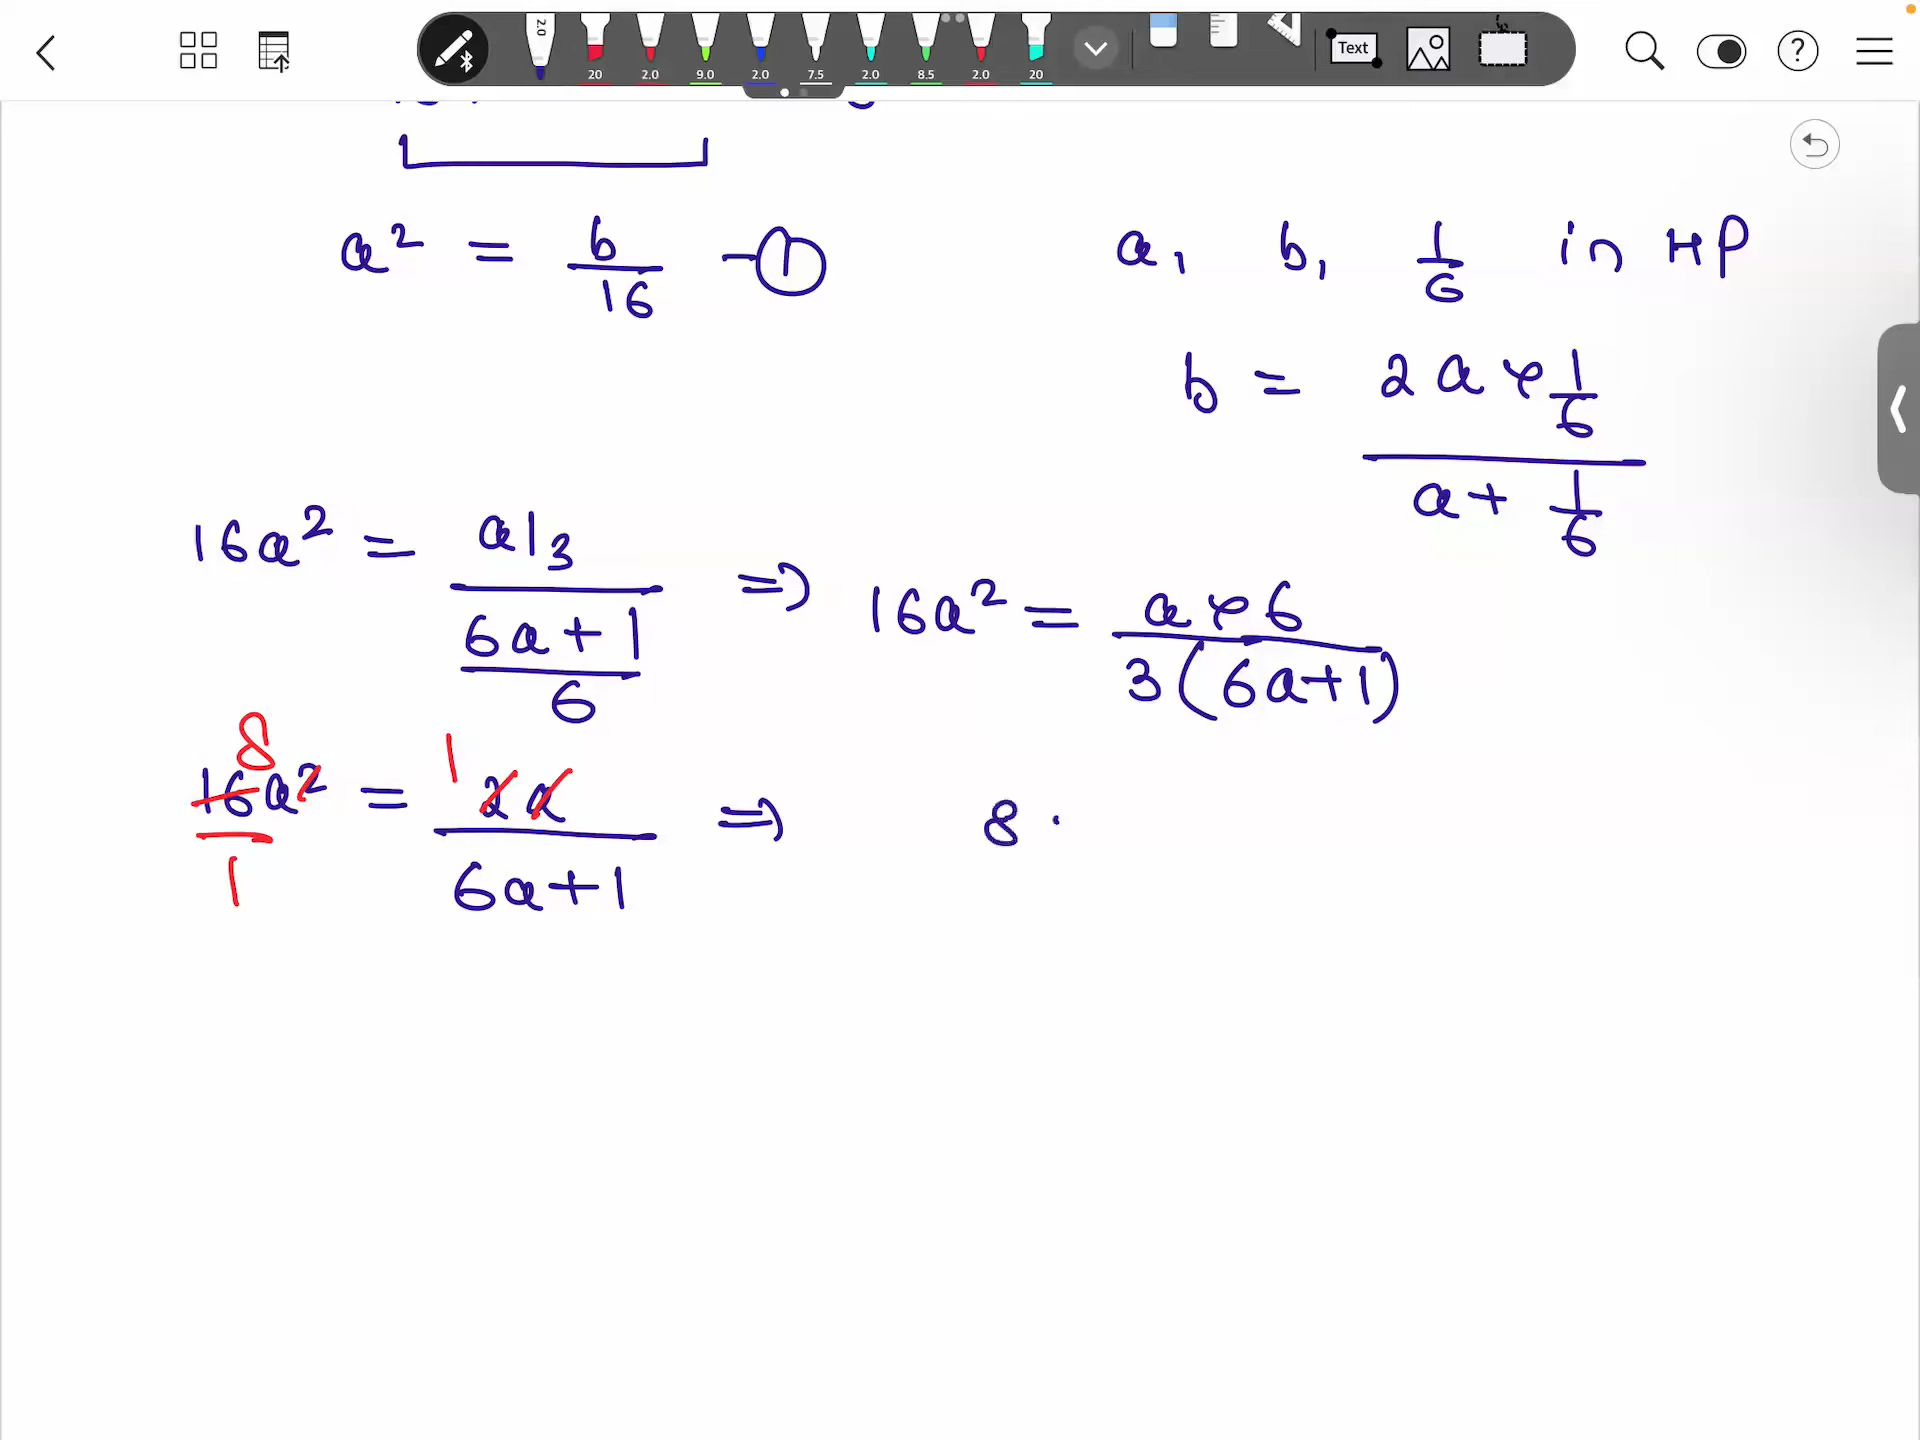 2.0 20 2.0 9.0 2.0 7.5 2.0 8.5 2.0 20 Text ?
a² = b/16 - ①
a, b, 1/6 in HP
b = (2a × 1/6)/(a + 1/6)
16a² = (a/3)/((6a+1)/6) ⇒ 16a² = (a × 6)/(3(6a+1))
8 1
16a² = 2a/(6a+1) ⇒ 8 ·
1